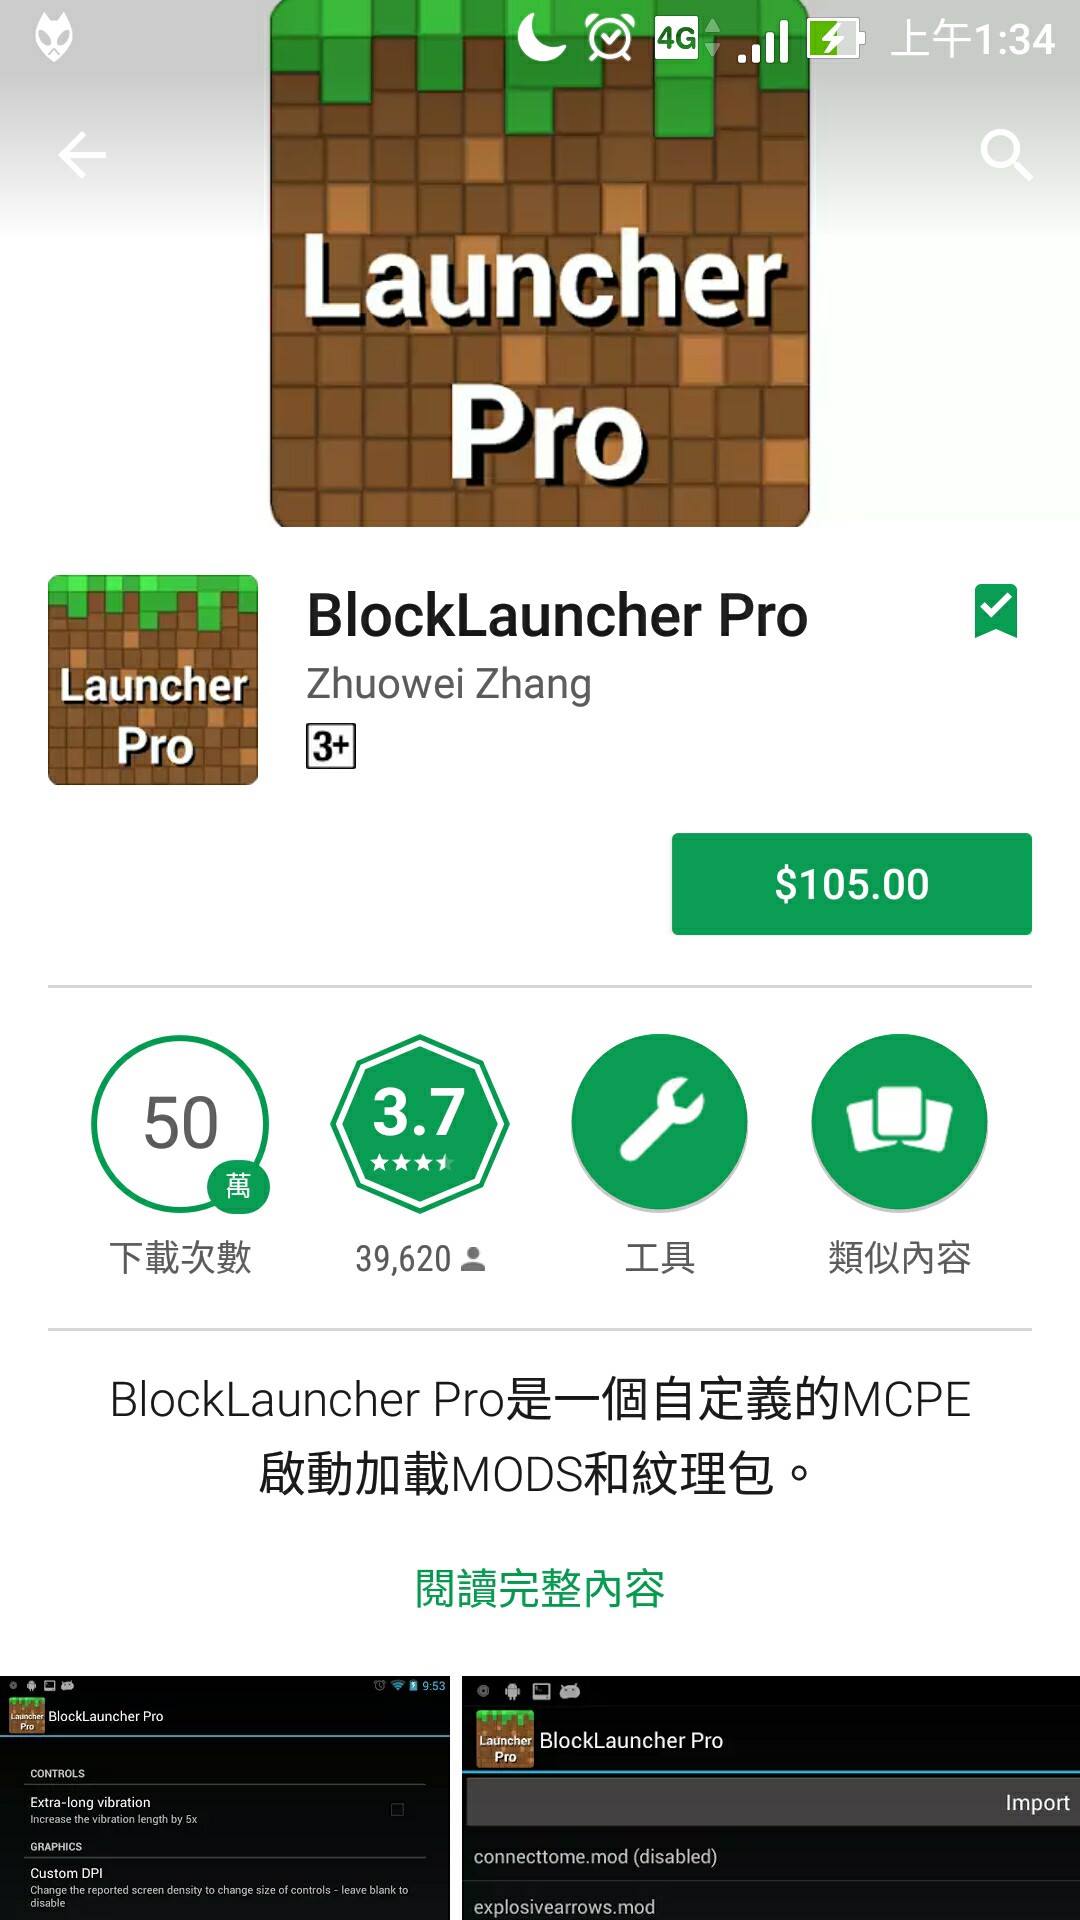 4G
上午1:34
Launcher
Pro
Launcher
Pro
BlockLauncher Pro
Zhuowei Zhang
3+
$105.00
50
萬
3.7
下載次數
39,620
工具
類似內容
BlockLauncher Pro是一個自定義的MCPE
啟動加載MODS和紋理包。
閱讀完整內容
9:53
Launcher
Pro
BlockLauncher Pro
CONTROLS
Extra-long vibration
Increase the vibration length by 5x
GRAPHICS
Custom DPI
Change the reported screen density to change size of controls - leave blank to
disable
Launcher
Pro
BlockLauncher Pro
Import
connecttome.mod (disabled)
explosivearrows.mod